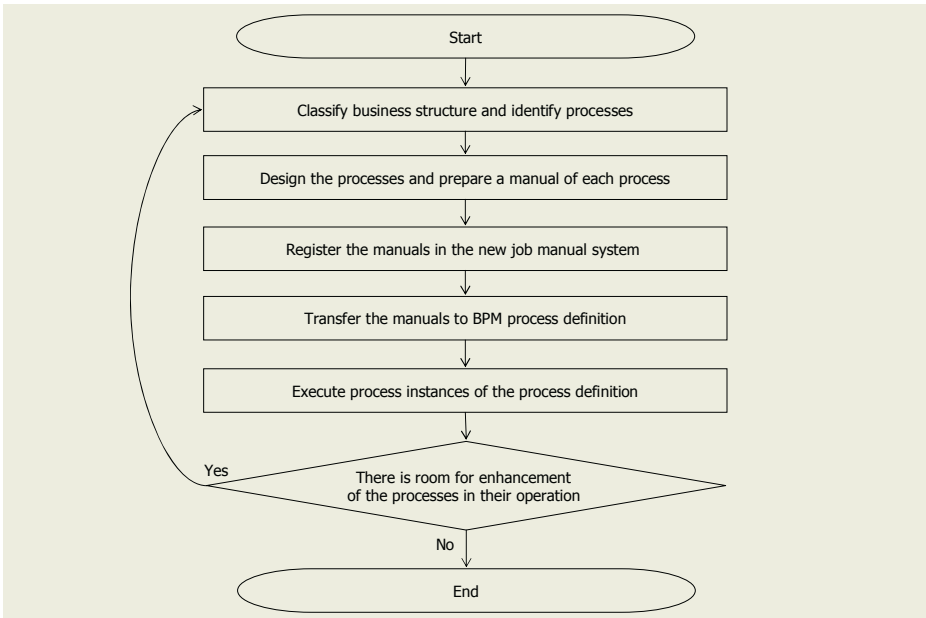 Start
Classify business structure and identify processes
Design the processes and prepare a manual of each process
Register the manuals in the new job manual system
Transfer the manuals to BPM process definition
Execute process instances of the process definition
Yes
There is room for enhancement
of the processes in their operation
No
End